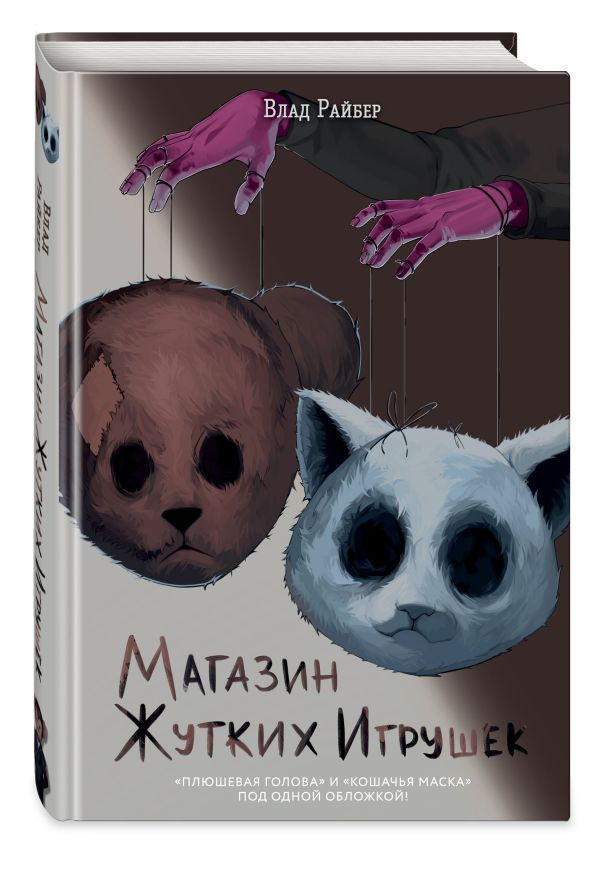 Влад Райбер
Магазин
Жутких Игрушек
«ПЛЮШЕВАЯ ГОЛОВА» И «КОШАЧЬЯ МАСКА»
ПОД ОДНОЙ ОБЛОЖКОЙ!
Влад Райбер Магазин Жутких Игрушек